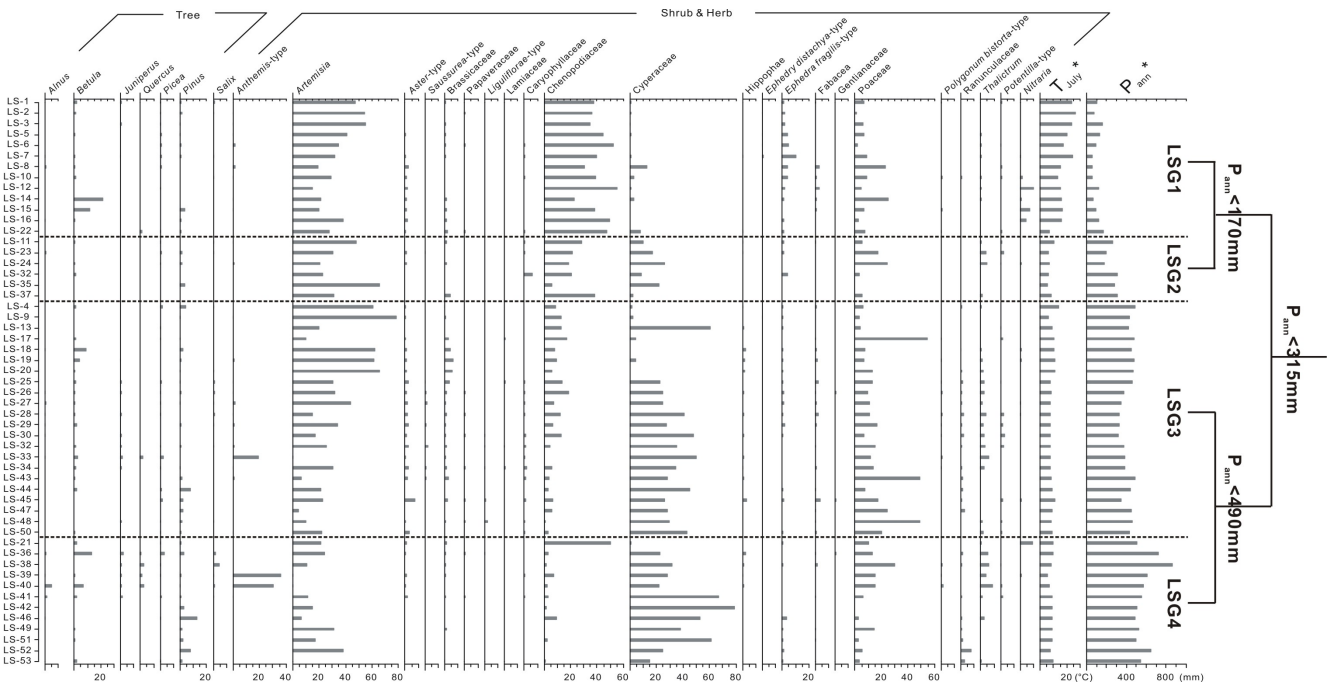 Tree
Shrub & Herb
Alnus
Betula
Juniperus
Quercus
Picea
Pinus
Salix
Anthemis-type
Artemisia
Aster-type
Saussurea-type
Brassicaceae
Papaveraceae
Liguliflorae-type
Lamiaceae
Caryophyllaceae
Chenopodiaceae
Cyperaceae
Hippophae
Ephedry distachya-type
Ephedra fragilis-type
Fabacea
Gentianaceae
Poaceae
Polygonum bistorta-type
Ranunculaceae
Thalictrum
Potentilla-type
Nitraria
T July *
P ann *
LS-1
LS-2
LS-3
LS-5
LS-6
LS-7
LS-8
LS-10
LS-12
LS-14
LS-15
LS-16
LS-22
LS-11
LS-23
LS-24
LS-32
LS-35
LS-37
LS-4
LS-9
LS-13
LS-17
LS-18
LS-19
LS-20
LS-25
LS-26
LS-27
LS-28
LS-29
LS-30
LS-32
LS-33
LS-34
LS-43
LS-44
LS-45
LS-47
LS-48
LS-50
LS-21
LS-36
LS-38
LS-39
LS-40
LS-41
LS-42
LS-46
LS-49
LS-51
LS-52
LS-53
LSG1
LSG2
LSG3
LSG4
P ann <170mm
P ann <315mm
P ann <490mm
20 20 20 40 20 40 60 80 20 40 60 20 40 60 80 20 40 60 20 (°C) 400 800 (mm)